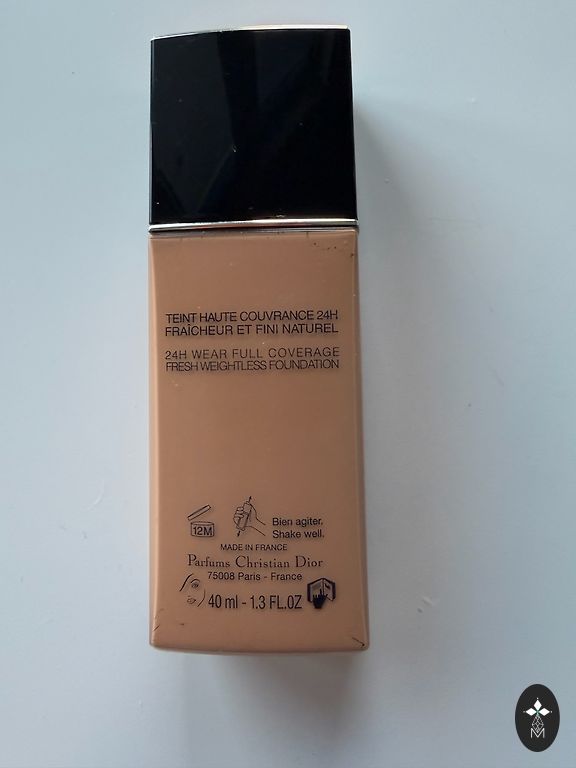 TEINT HAUTE COUVRANCE 24H
FRAÎCHEUR ET FINI NATUREL
24H WEAR FULL COVERAGE
FRESH WEIGHTLESS FOUNDATION
12M
Bien agiter.
Shake well.
MADE IN FRANCE
Parfums Christian Dior
75008 Paris - France
40 ml - 1.3 FL.OZ
M